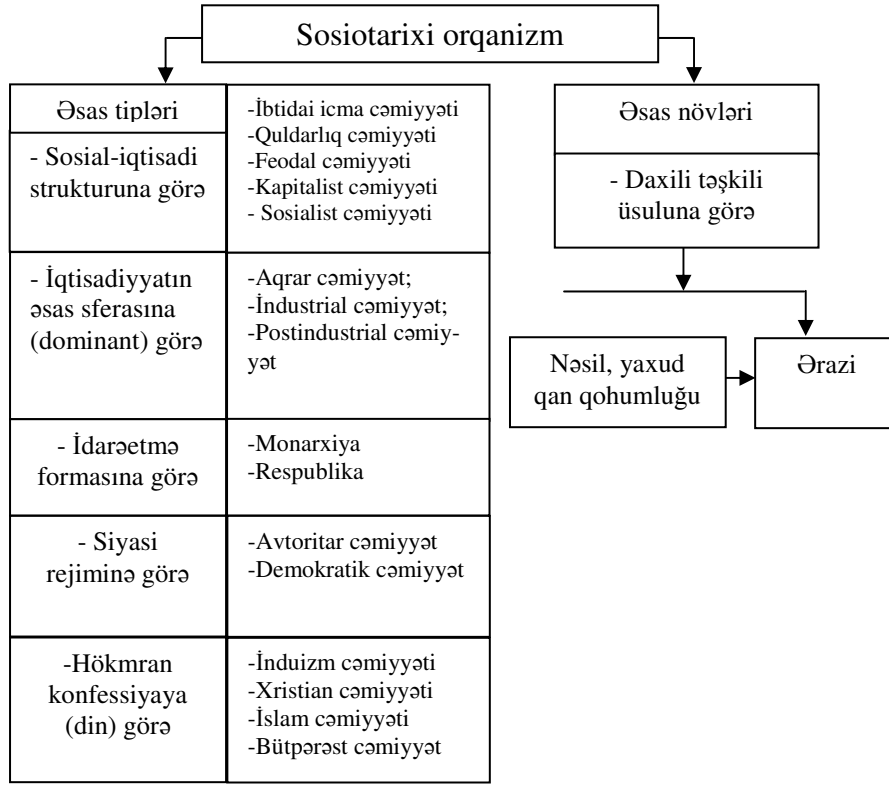 Sosiotarixi orqanizm
Əsas tipləri
- Sosial-iqtisadi
strukturuna görə
-İbtidai icma cəmiyyəti
-Quldarlıq cəmiyyəti
-Feodal cəmiyyəti
-Kapitalist cəmiyyəti
- Sosialist cəmiyyəti
- İqtisadiyyatın
əsas sferasına
(dominant) görə
-Aqrar cəmiyyət;
-İndustrial cəmiyyət;
-Postindustrial cəmiy-
yət
- İdarəetmə
formasına görə
-Monarxiya
-Respublika
- Siyasi
rejiminə görə
-Avtoritar cəmiyyət
-Demokratik cəmiyyət
-Hökmran
konfessiyaya
(din) görə
-İnduizm cəmiyyəti
-Xristian cəmiyyəti
-İslam cəmiyyəti
-Bütpərəst cəmiyyət
Əsas növləri
- Daxili təşkili
üsuluna görə
Nəsil, yaxud
qan qohumluğu
Ərazi